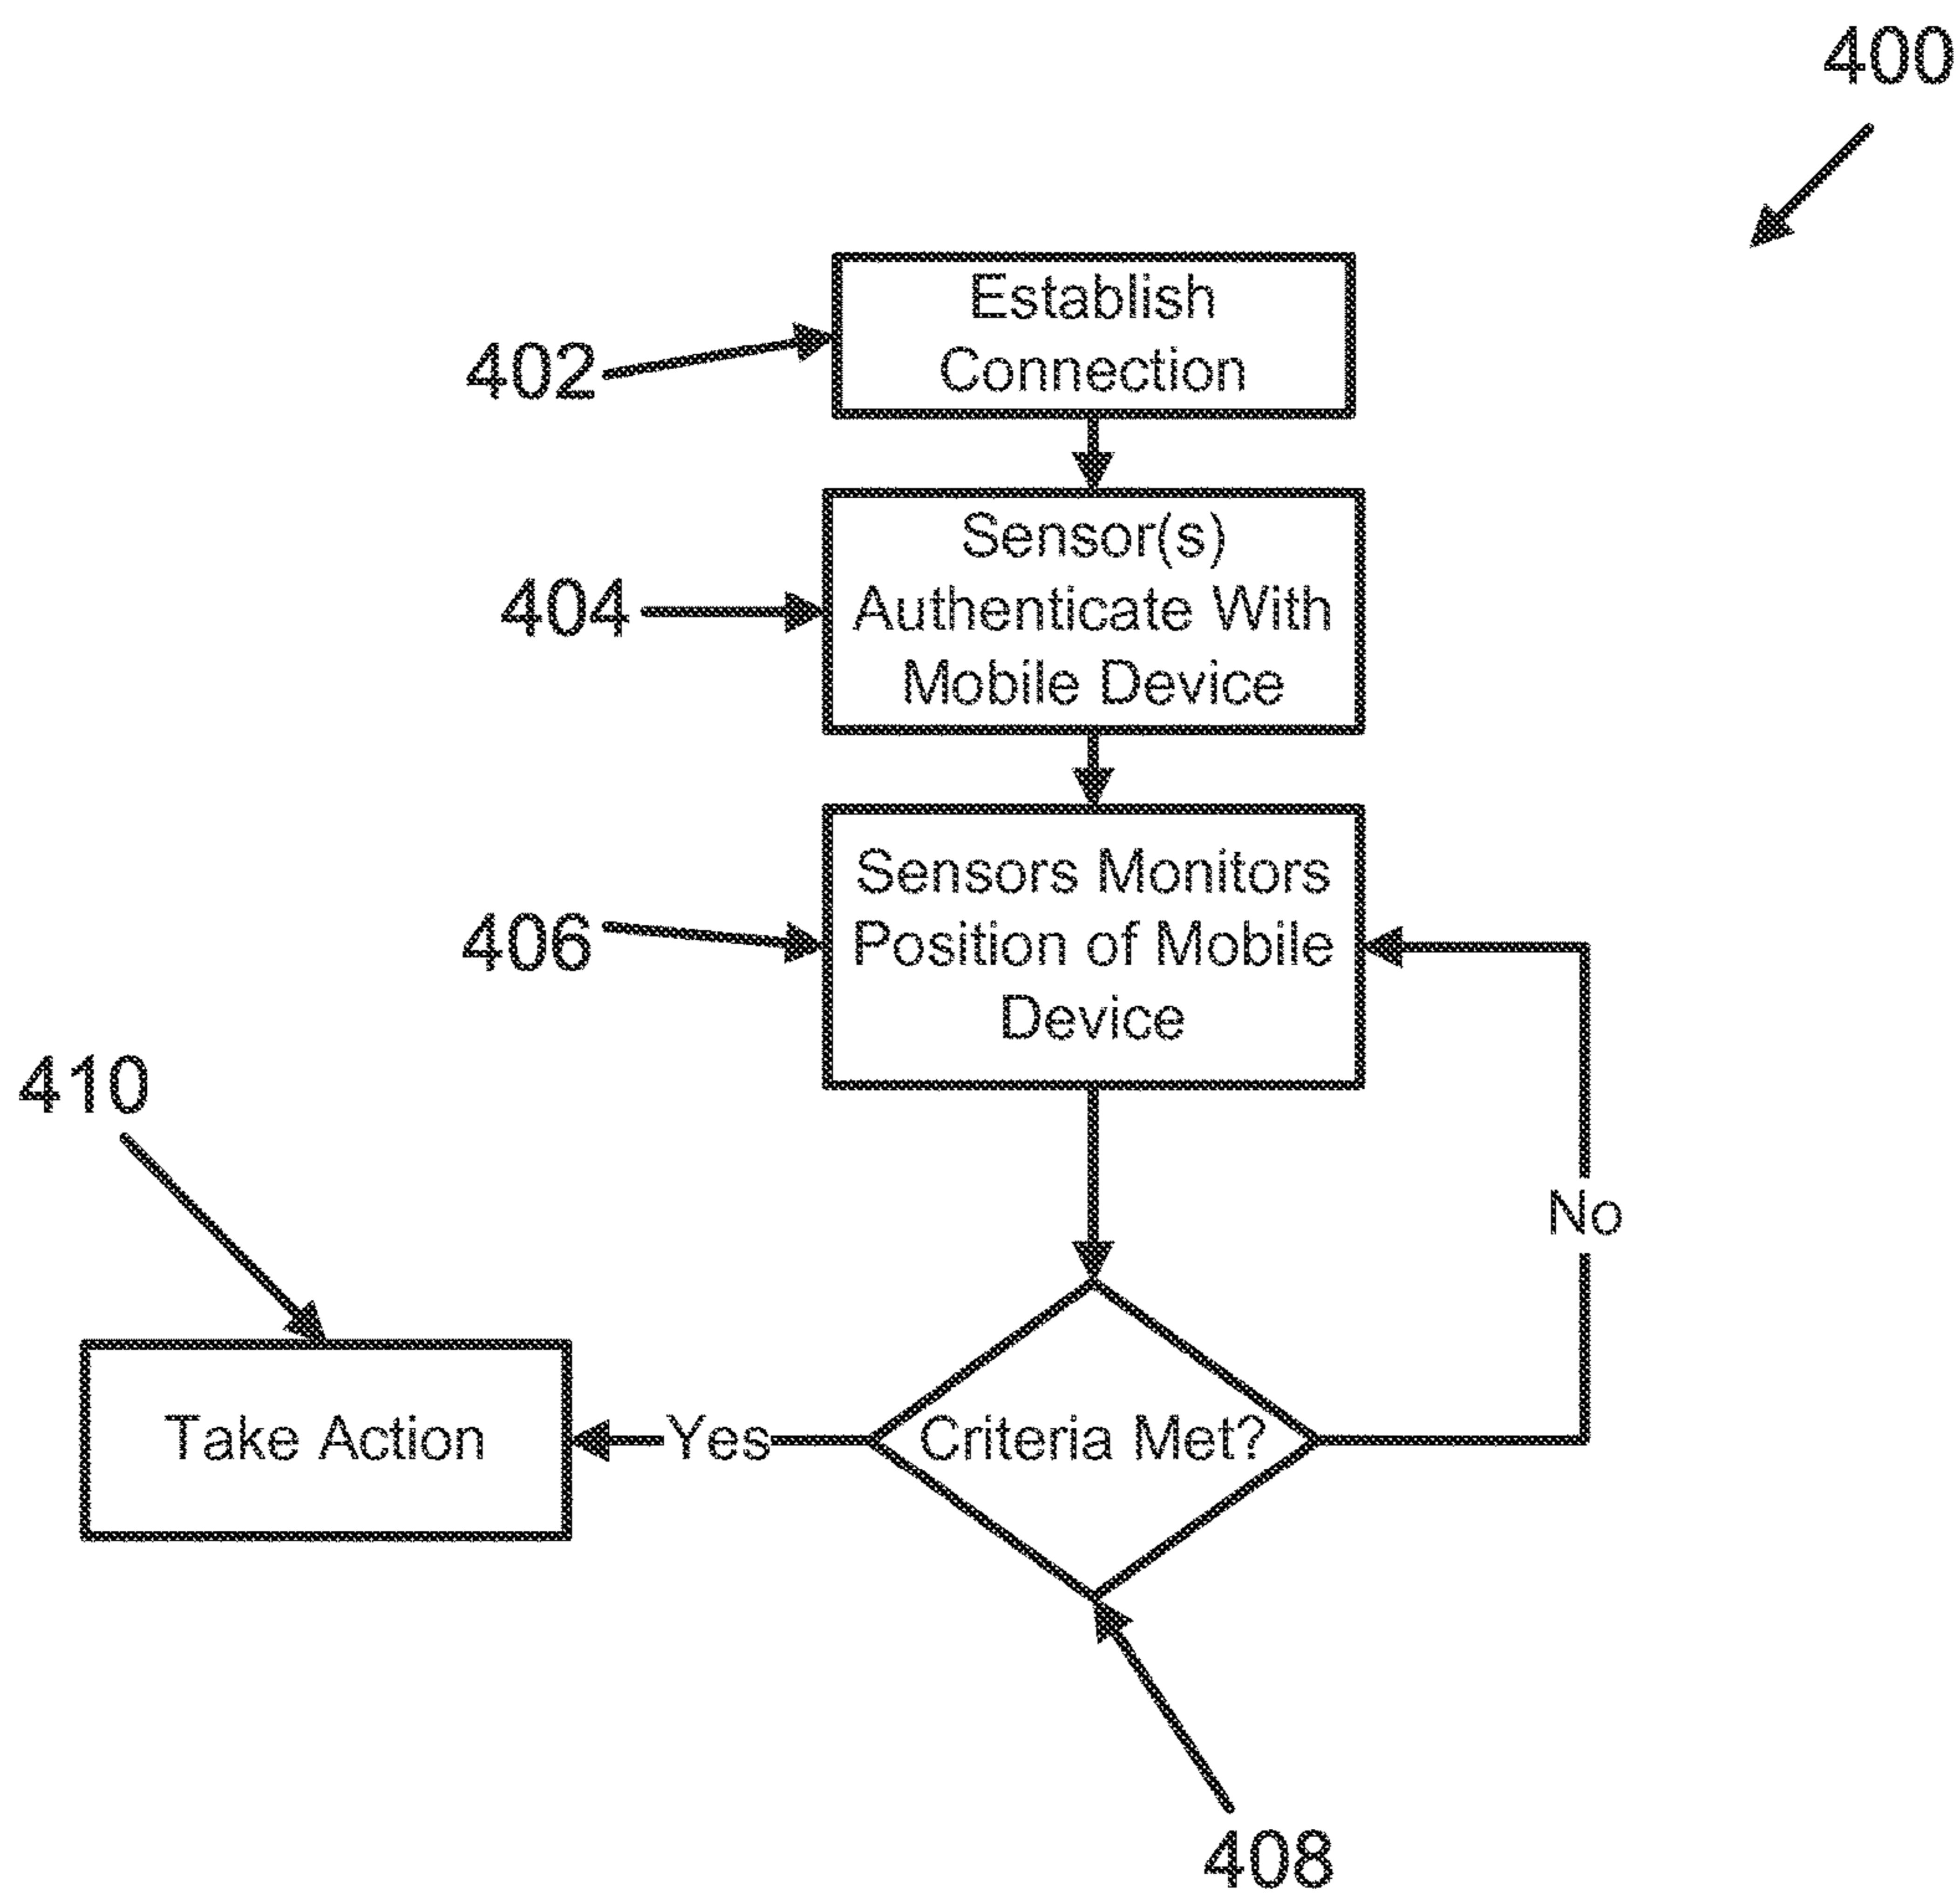 400
Establish
Connection
402
Sensor(s)
Authenticate With
Mobile Device
404
Sensors Monitors
Position of Mobile
Device
406
410
No
Take Action
Yes
Criteria Met?
408